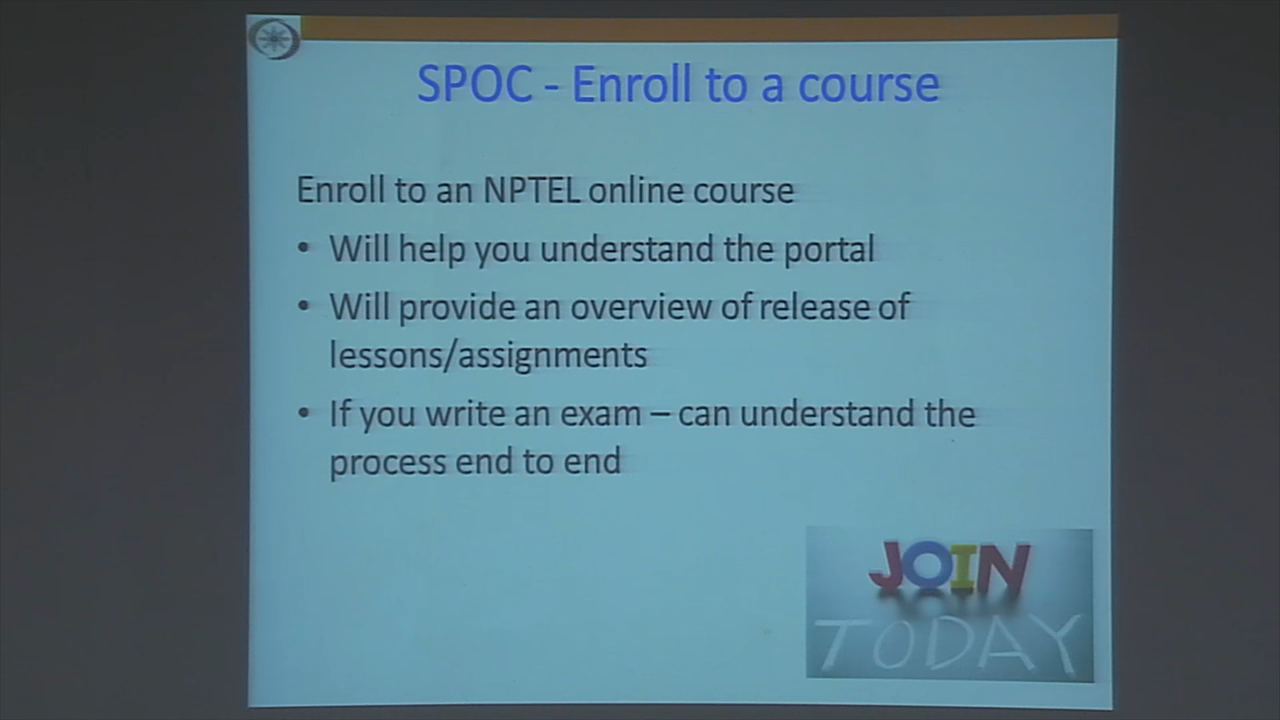 SPOC - Enroll to a course
Enroll to an NPTEL online course
• Will help you understand the portal
• Will provide an overview of release of
lessons/assignments
• If you write an exam – can understand the
process end to end
JOIN
TODAY